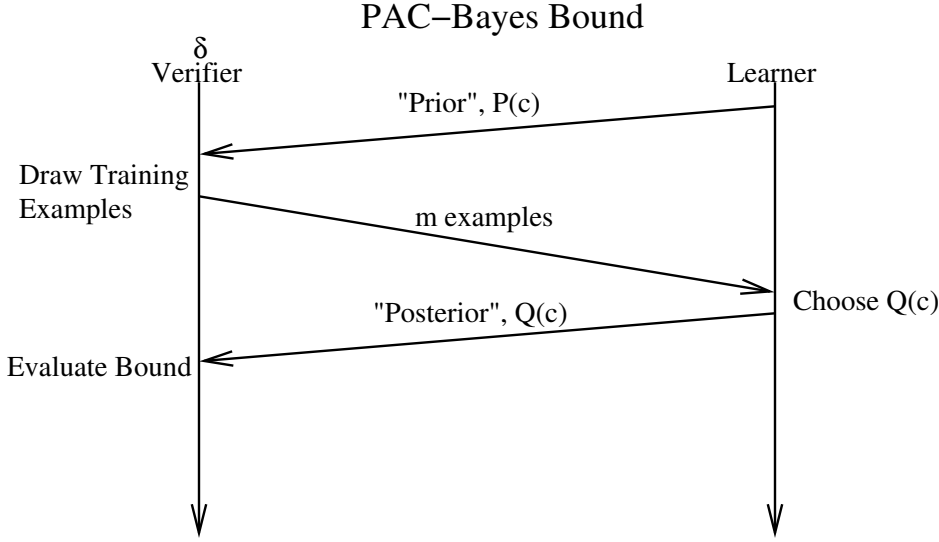 PAC−Bayes Bound
δ
Verifier
Learner
"Prior", P(c)
Draw Training
Examples
m examples
Choose Q(c)
"Posterior", Q(c)
Evaluate Bound